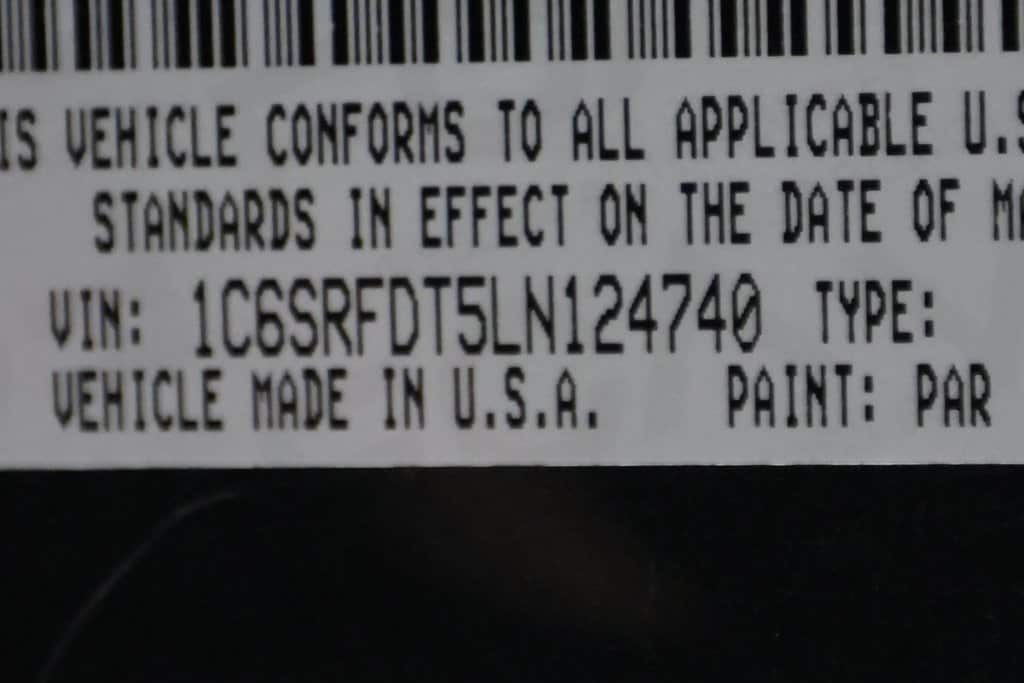 IS VEHICLE CONFORMS TO ALL APPLICABLE U.S
STANDARDS IN EFFECT ON THE DATE OF MA
VIN: 1C6SRFDT5LN124740 TYPE:
VEHICLE MADE IN U.S.A. PAINT: PAR